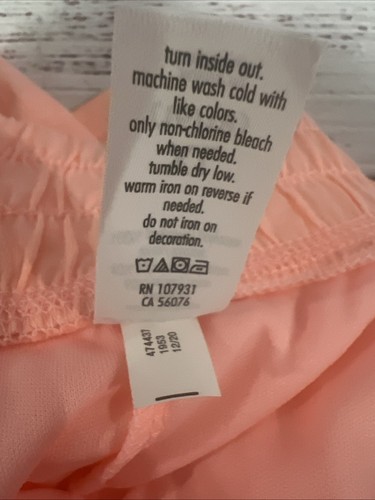 turn inside out.
machine wash cold with
like colors.
only non-chlorine bleach
when needed.
tumble dry low.
warm iron on reverse if
needed.
do not iron on
decoration.
RN 107931
CA 56076
474437
1953
12/20